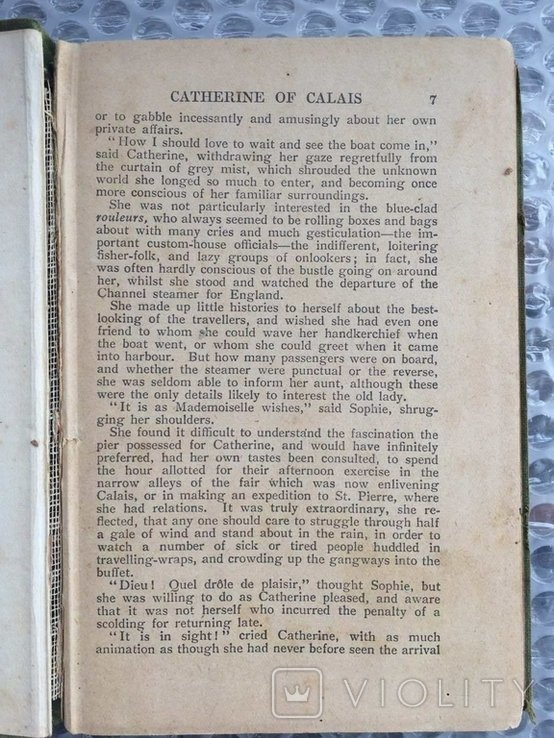 CATHERINE OF CALAIS 7
or to gabble incessantly and amusingly about her own
private affairs.
"How I should love to wait and see the boat come in,"
said Catherine, withdrawing her gaze regretfully from
the curtain of grey mist, which shrouded the unknown
world she longed so much to enter, and becoming once
more conscious of her familiar surroundings.
She was not particularly interested in the blue-clad
rouleurs, who always seemed to be rolling boxes and bags
about with many cries and much gesticulation—the im-
portant custom-house officials—the indifferent, loitering
fisher-folk, and lazy groups of onlookers; in fact, she
was often hardly conscious of the bustle going on around
her, whilst she stood and watched the departure of the
Channel steamer for England.
She made up little histories to herself about the best-
looking of the travellers, and wished she had even one
friend to whom she could wave her handkerchief when
the boat went, or whom she could greet when it came
into harbour. But how many passengers were on board,
and whether the steamer were punctual or the reverse,
she was seldom able to inform her aunt, although these
were the only details likely to interest the old lady.
"It is as Mademoiselle wishes," said Sophie, shrug-
ging her shoulders.
She found it difficult to understand the fascination the
pier possessed for Catherine, and would have infinitely
preferred, had her own tastes been consulted, to spend
the hour allotted for their afternoon exercise in the
narrow alleys of the fair which was now enlivening
Calais, or in making an expedition to St. Pierre, where
she had relations. It was truly extraordinary, she re-
flected, that any one should care to struggle through half
a gale of wind and stand about in the rain, in order to
watch a number of sick or tired people huddled in
travelling-wraps, and crowding up the gangways into the
buffet.
"Dieu! Quel drôle de plaisir," thought Sophie, but
she was willing to do as Catherine pleased, and aware
that it was not herself who incurred the penalty of a
scolding for returning late.
"It is in sight!" cried Catherine, with as much
animation as though she had never before seen the arrival
VIOLITY